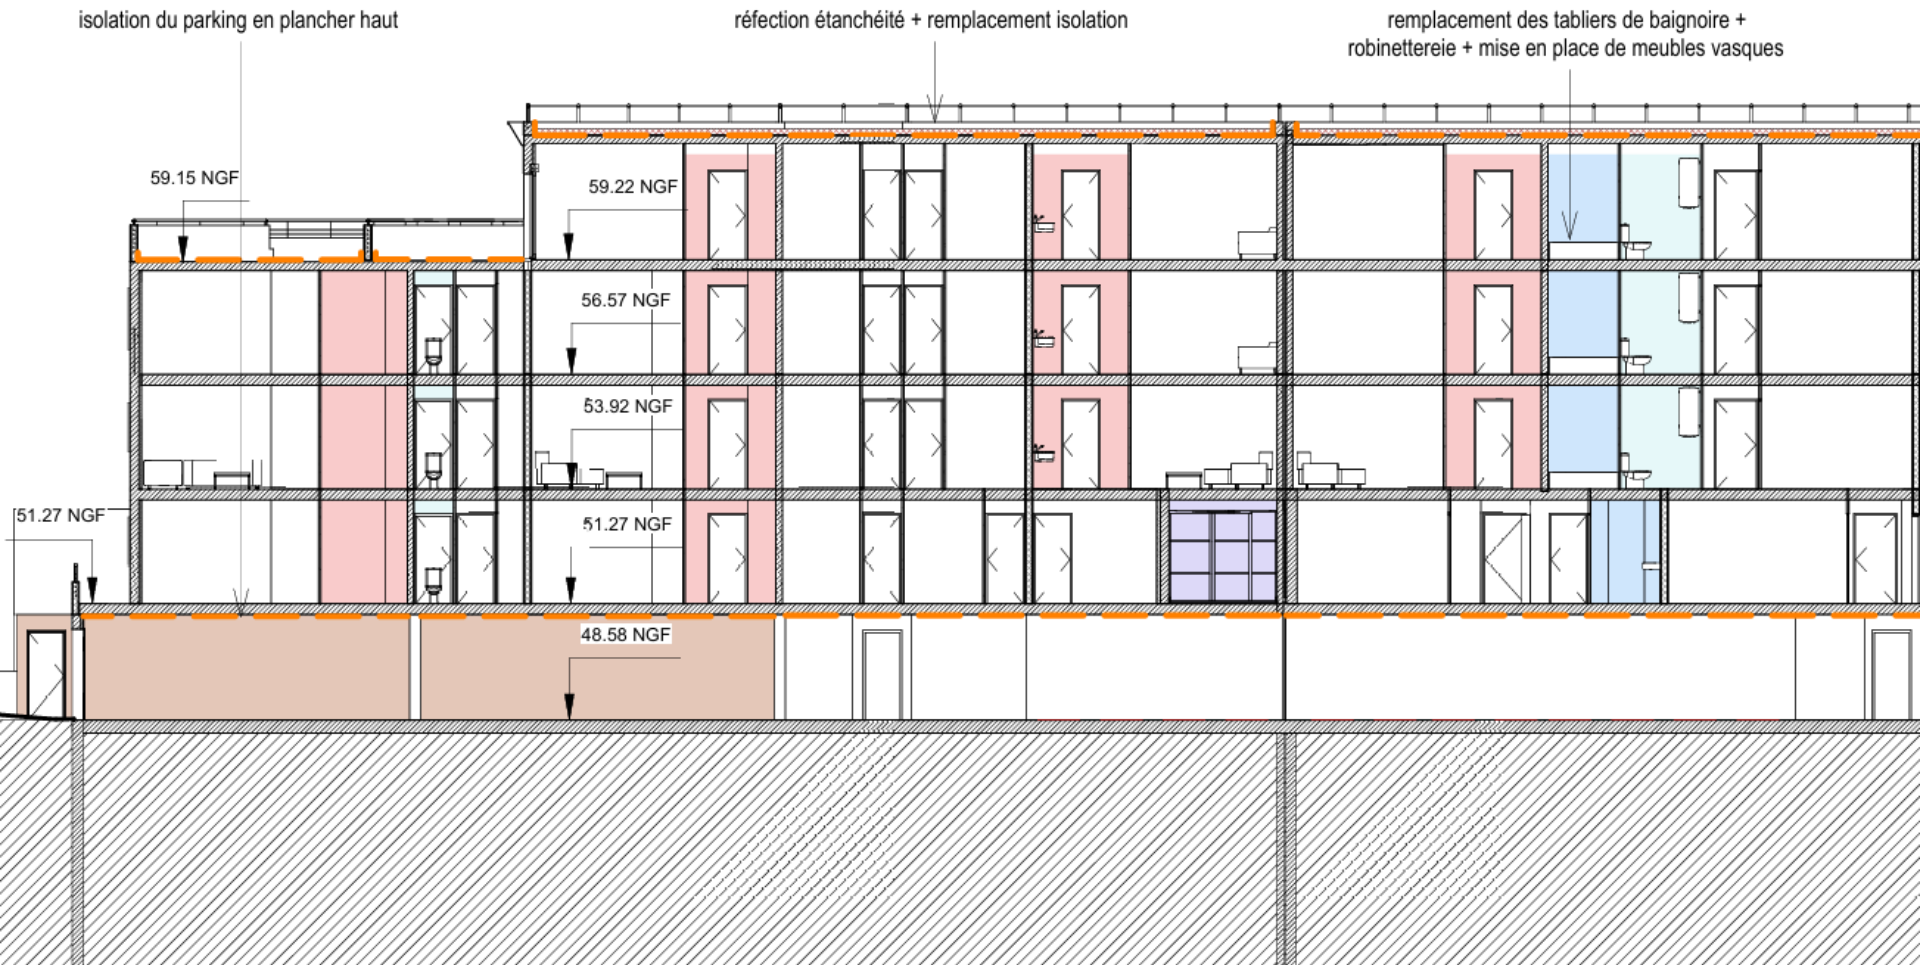 isolation du parking en plancher haut
réfection étanchéité + remplacement isolation
remplacement des tabliers de baignoire +
robinettereie + mise en place de meubles vasques
59.15 NGF
59.22 NGF
56.57 NGF
53.92 NGF
51.27 NGF
51.27 NGF
48.58 NGF